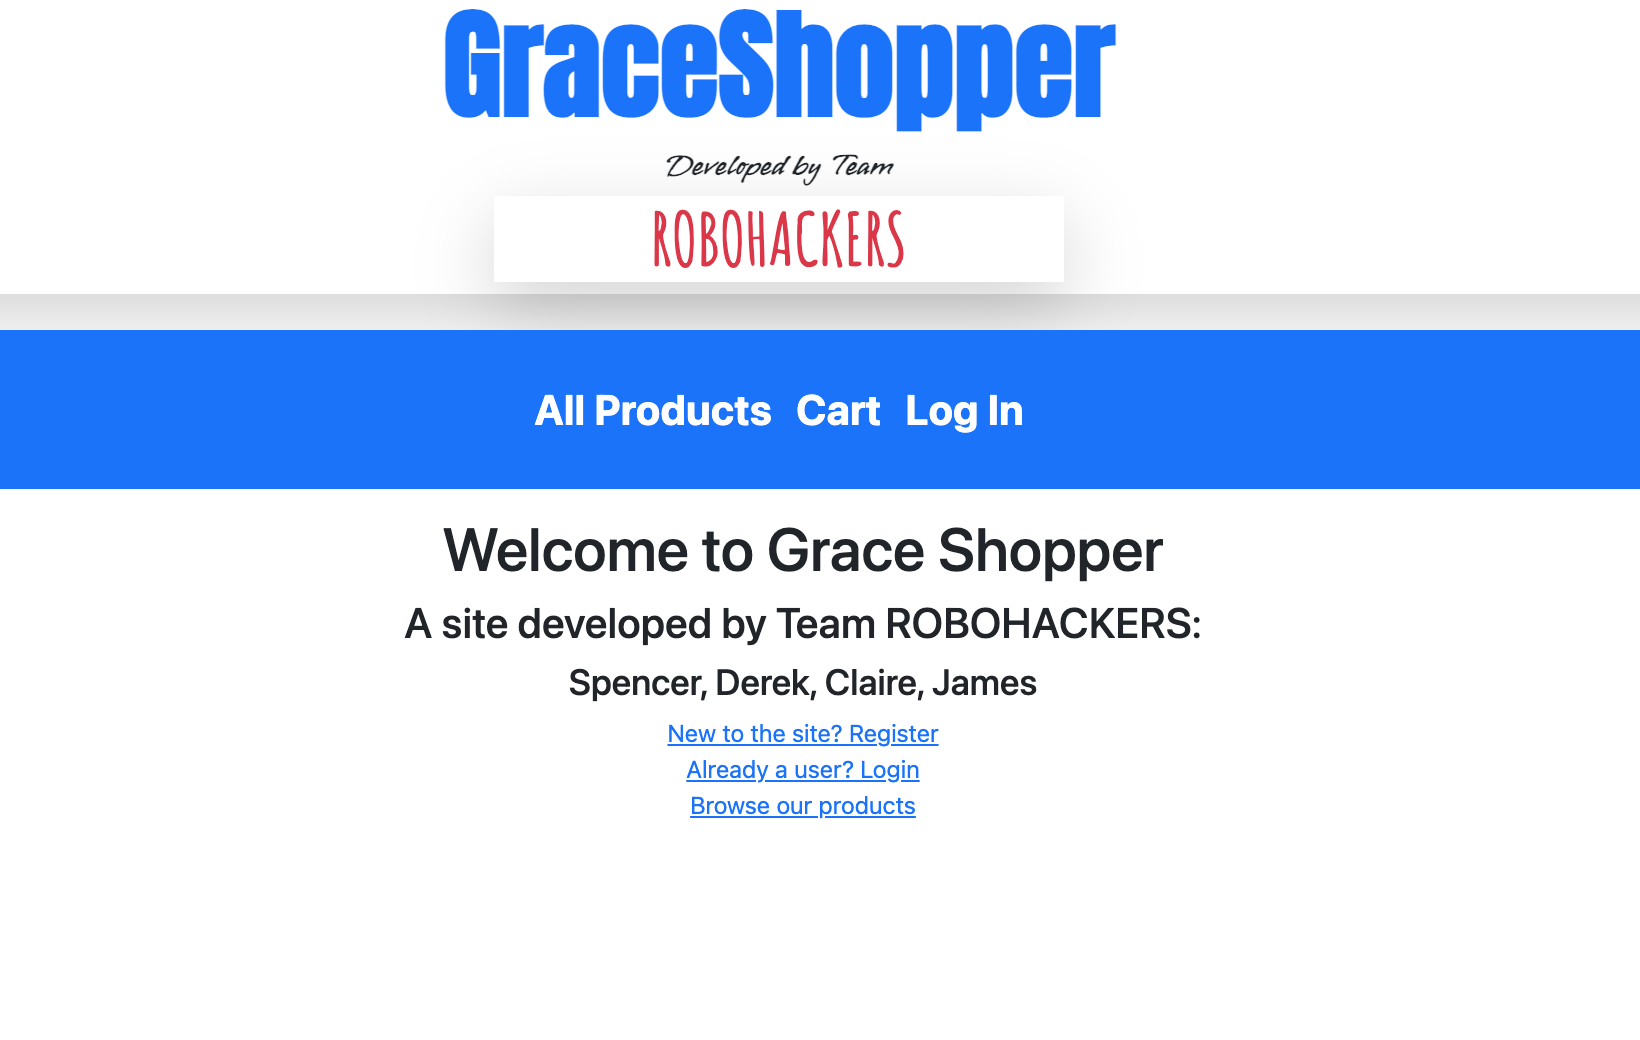 GraceShopper
Developed by Team
ROBOHACKERS
All Products Cart Log In
Welcome to Grace Shopper
A site developed by Team ROBOHACKERS:
Spencer, Derek, Claire, James
New to the site? Register
Already a user? Login
Browse our products